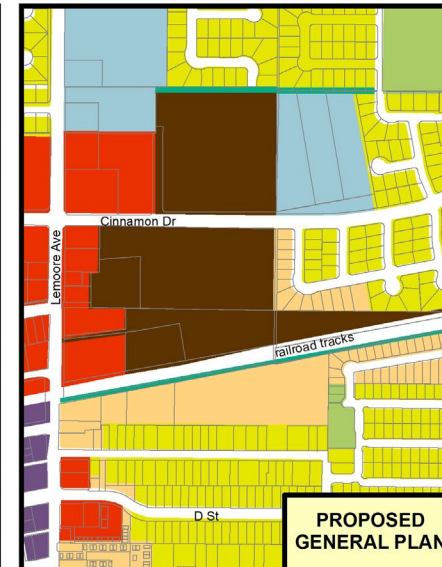 Cinnamon Dr
Lemoore Ave
railroad tracks
D St
PROPOSED
GENERAL PLAN